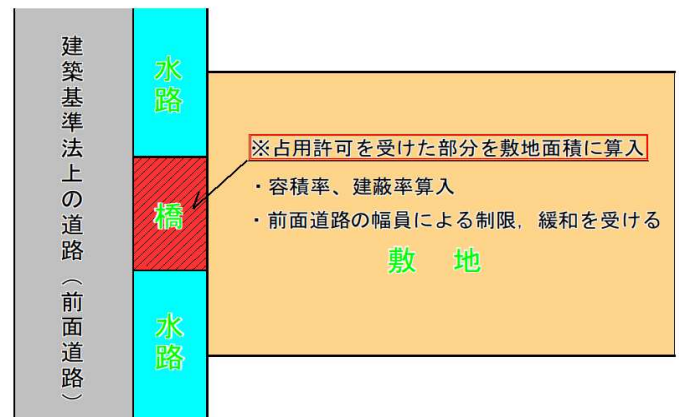 建築基準法上の道路（前面道路）
水路
橋
水路
※占用許可を受けた部分を敷地面積に算入
・容積率、建蔽率算入
・前面道路の幅員による制限，緩和を受ける
敷　地